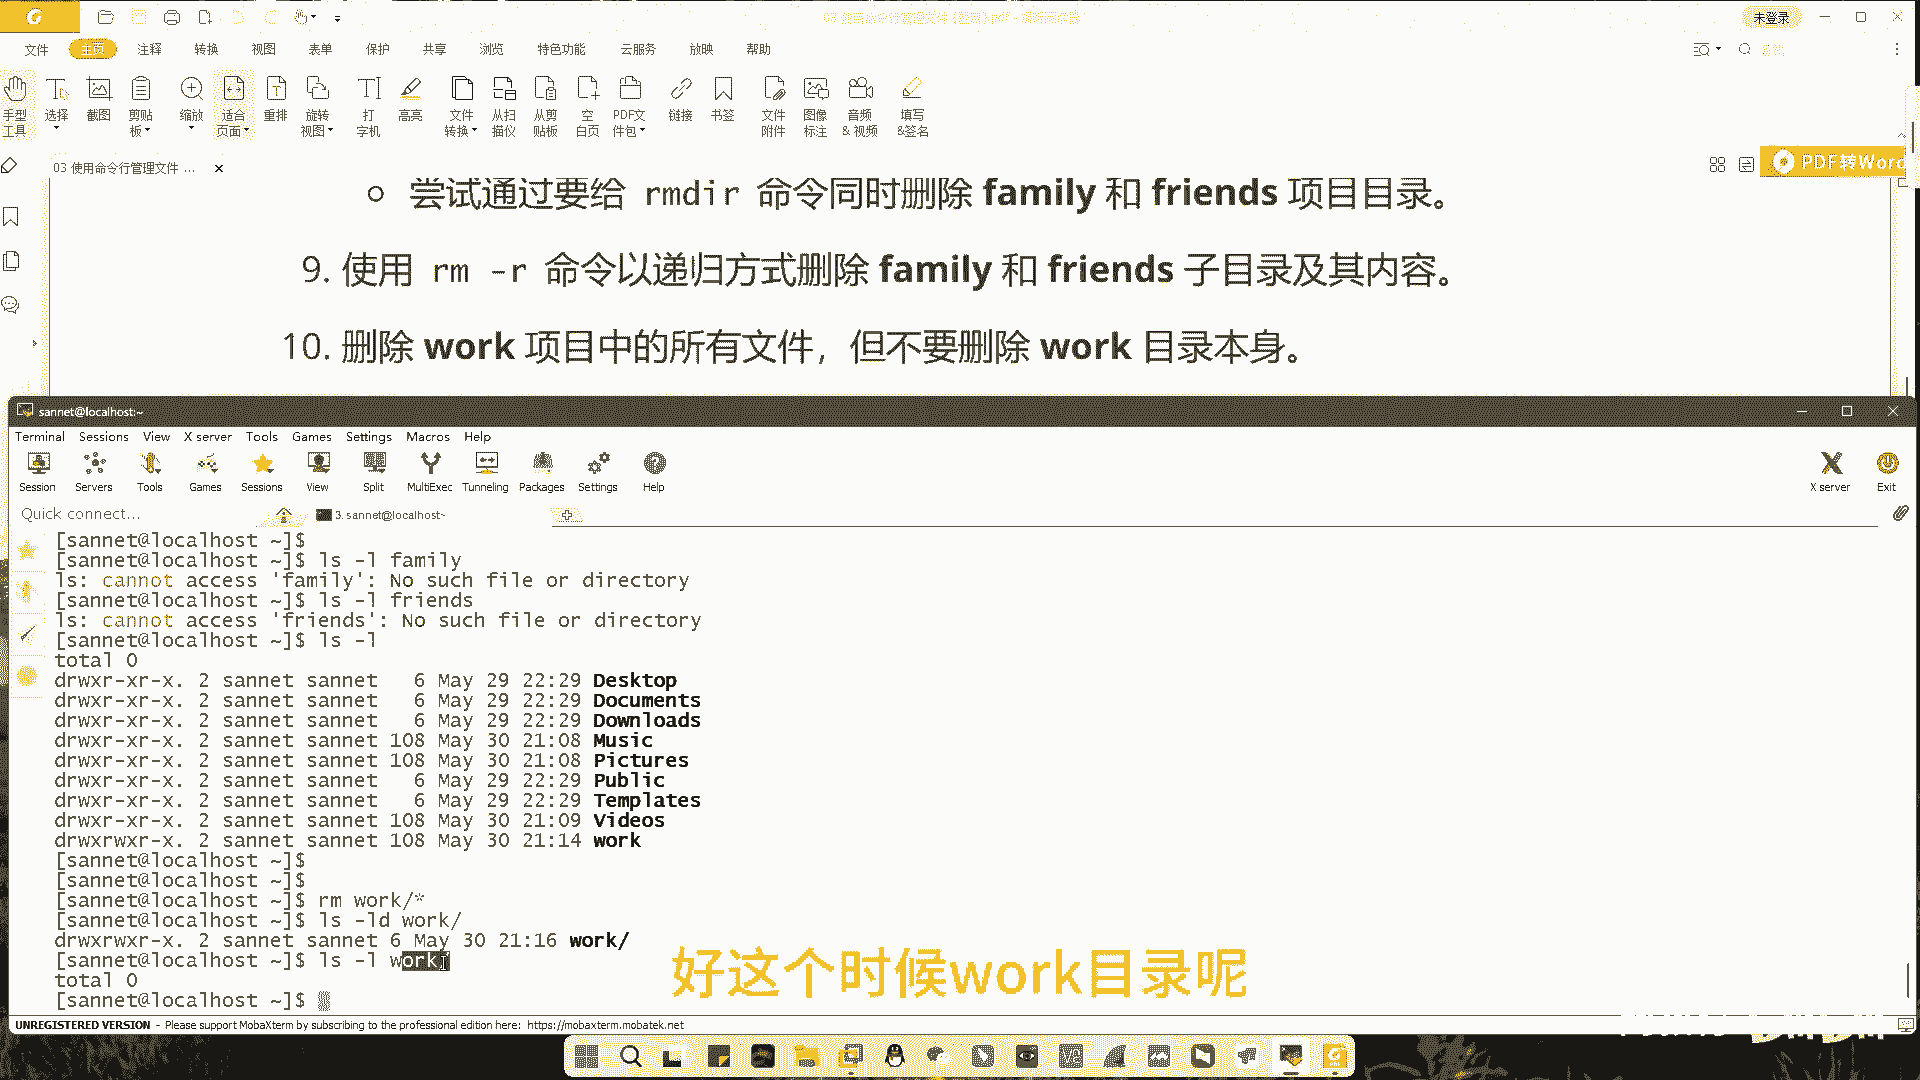 未登录
文件 主页 注释 转换 视图 表单 保护 共享 浏览 特色功能 云服务 放映 帮助
手型工具 选择 截图 剪贴板 缩放 适合页面 重排 旋转视图 打字机 高亮 文件转换 从扫描仪 从剪贴板 空白页 PDF文件包 链接 书签 文件附件 图像标注 音频&视频 填写&签名
03 使用命令行管理文件 ...
PDF转Word
尝试通过要给 rmdir 命令同时删除 family 和 friends 项目目录。
9. 使用 rm -r 命令以递归方式删除 family 和 friends 子目录及其内容。
10. 删除 work 项目中的所有文件，但不要删除 work 目录本身。
sannet@localhost:~
Terminal Sessions View X server Tools Games Settings Macros Help
Session Servers Tools Games Sessions View Split MultiExec Tunneling Packages Settings Help X server Exit
Quick connect...
3. sannet@localhost:~
[sannet@localhost ~]$
[sannet@localhost ~]$ ls -l family
ls: cannot access 'family': No such file or directory
[sannet@localhost ~]$ ls -l friends
ls: cannot access 'friends': No such file or directory
[sannet@localhost ~]$ ls -l
total 0
drwxr-xr-x. 2 sannet sannet   6 May 29 22:29 Desktop
drwxr-xr-x. 2 sannet sannet   6 May 29 22:29 Documents
drwxr-xr-x. 2 sannet sannet   6 May 29 22:29 Downloads
drwxr-xr-x. 2 sannet sannet 108 May 30 21:08 Music
drwxr-xr-x. 2 sannet sannet 108 May 30 21:08 Pictures
drwxr-xr-x. 2 sannet sannet   6 May 29 22:29 Public
drwxr-xr-x. 2 sannet sannet   6 May 29 22:29 Templates
drwxr-xr-x. 2 sannet sannet 108 May 30 21:09 Videos
drwxrwxr-x. 2 sannet sannet 108 May 30 21:14 work
[sannet@localhost ~]$
[sannet@localhost ~]$
[sannet@localhost ~]$ rm work/*
[sannet@localhost ~]$ ls -ld work/
drwxrwxr-x. 2 sannet sannet 6 May 30 21:16 work/
[sannet@localhost ~]$ ls -l work
total 0
[sannet@localhost ~]$
好这个时候work目录呢
UNREGISTERED VERSION - Please support MobaXterm by subscribing to the professional edition here: https://mobaxterm.mobatek.net